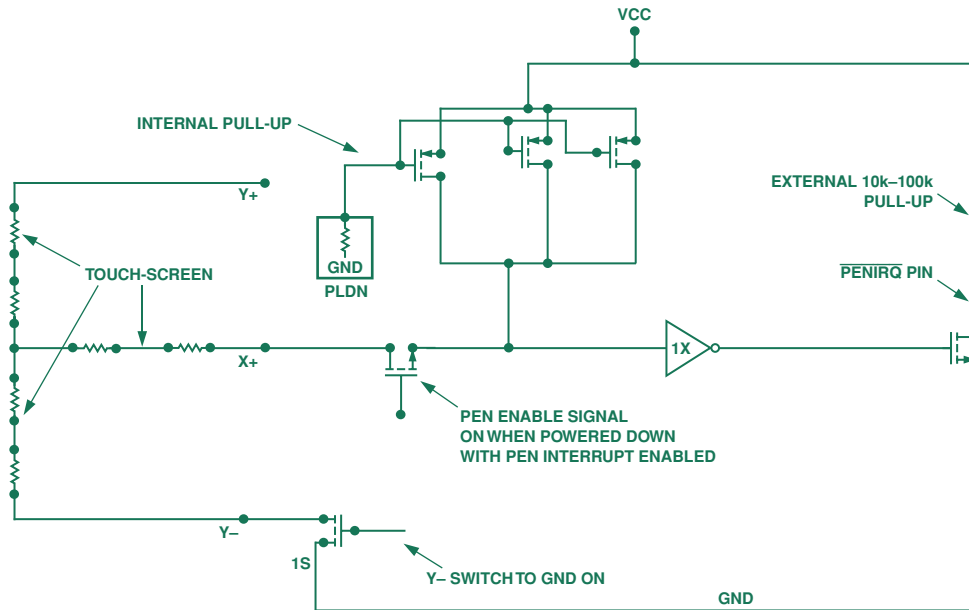 VCC
INTERNAL PULL-UP
EXTERNAL 10k–100k
PULL-UP
Y+
GND
PLDN
TOUCH-SCREEN
PENIRQ PIN
X+
1X
PEN ENABLE SIGNAL
ON WHEN POWERED DOWN
WITH PEN INTERRUPT ENABLED
Y–
1S
Y– SWITCH TO GND ON
GND